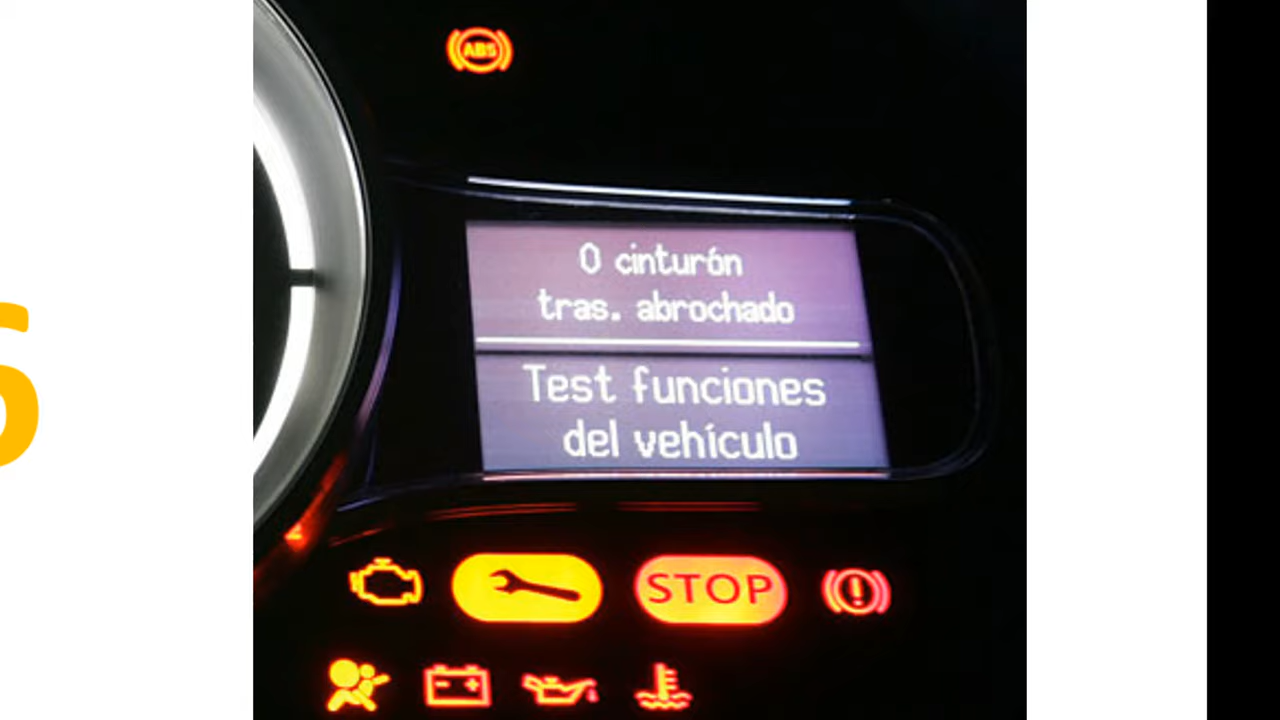 ABS
0 cinturón
tras. abrochado
Test funciones
del vehículo
STOP